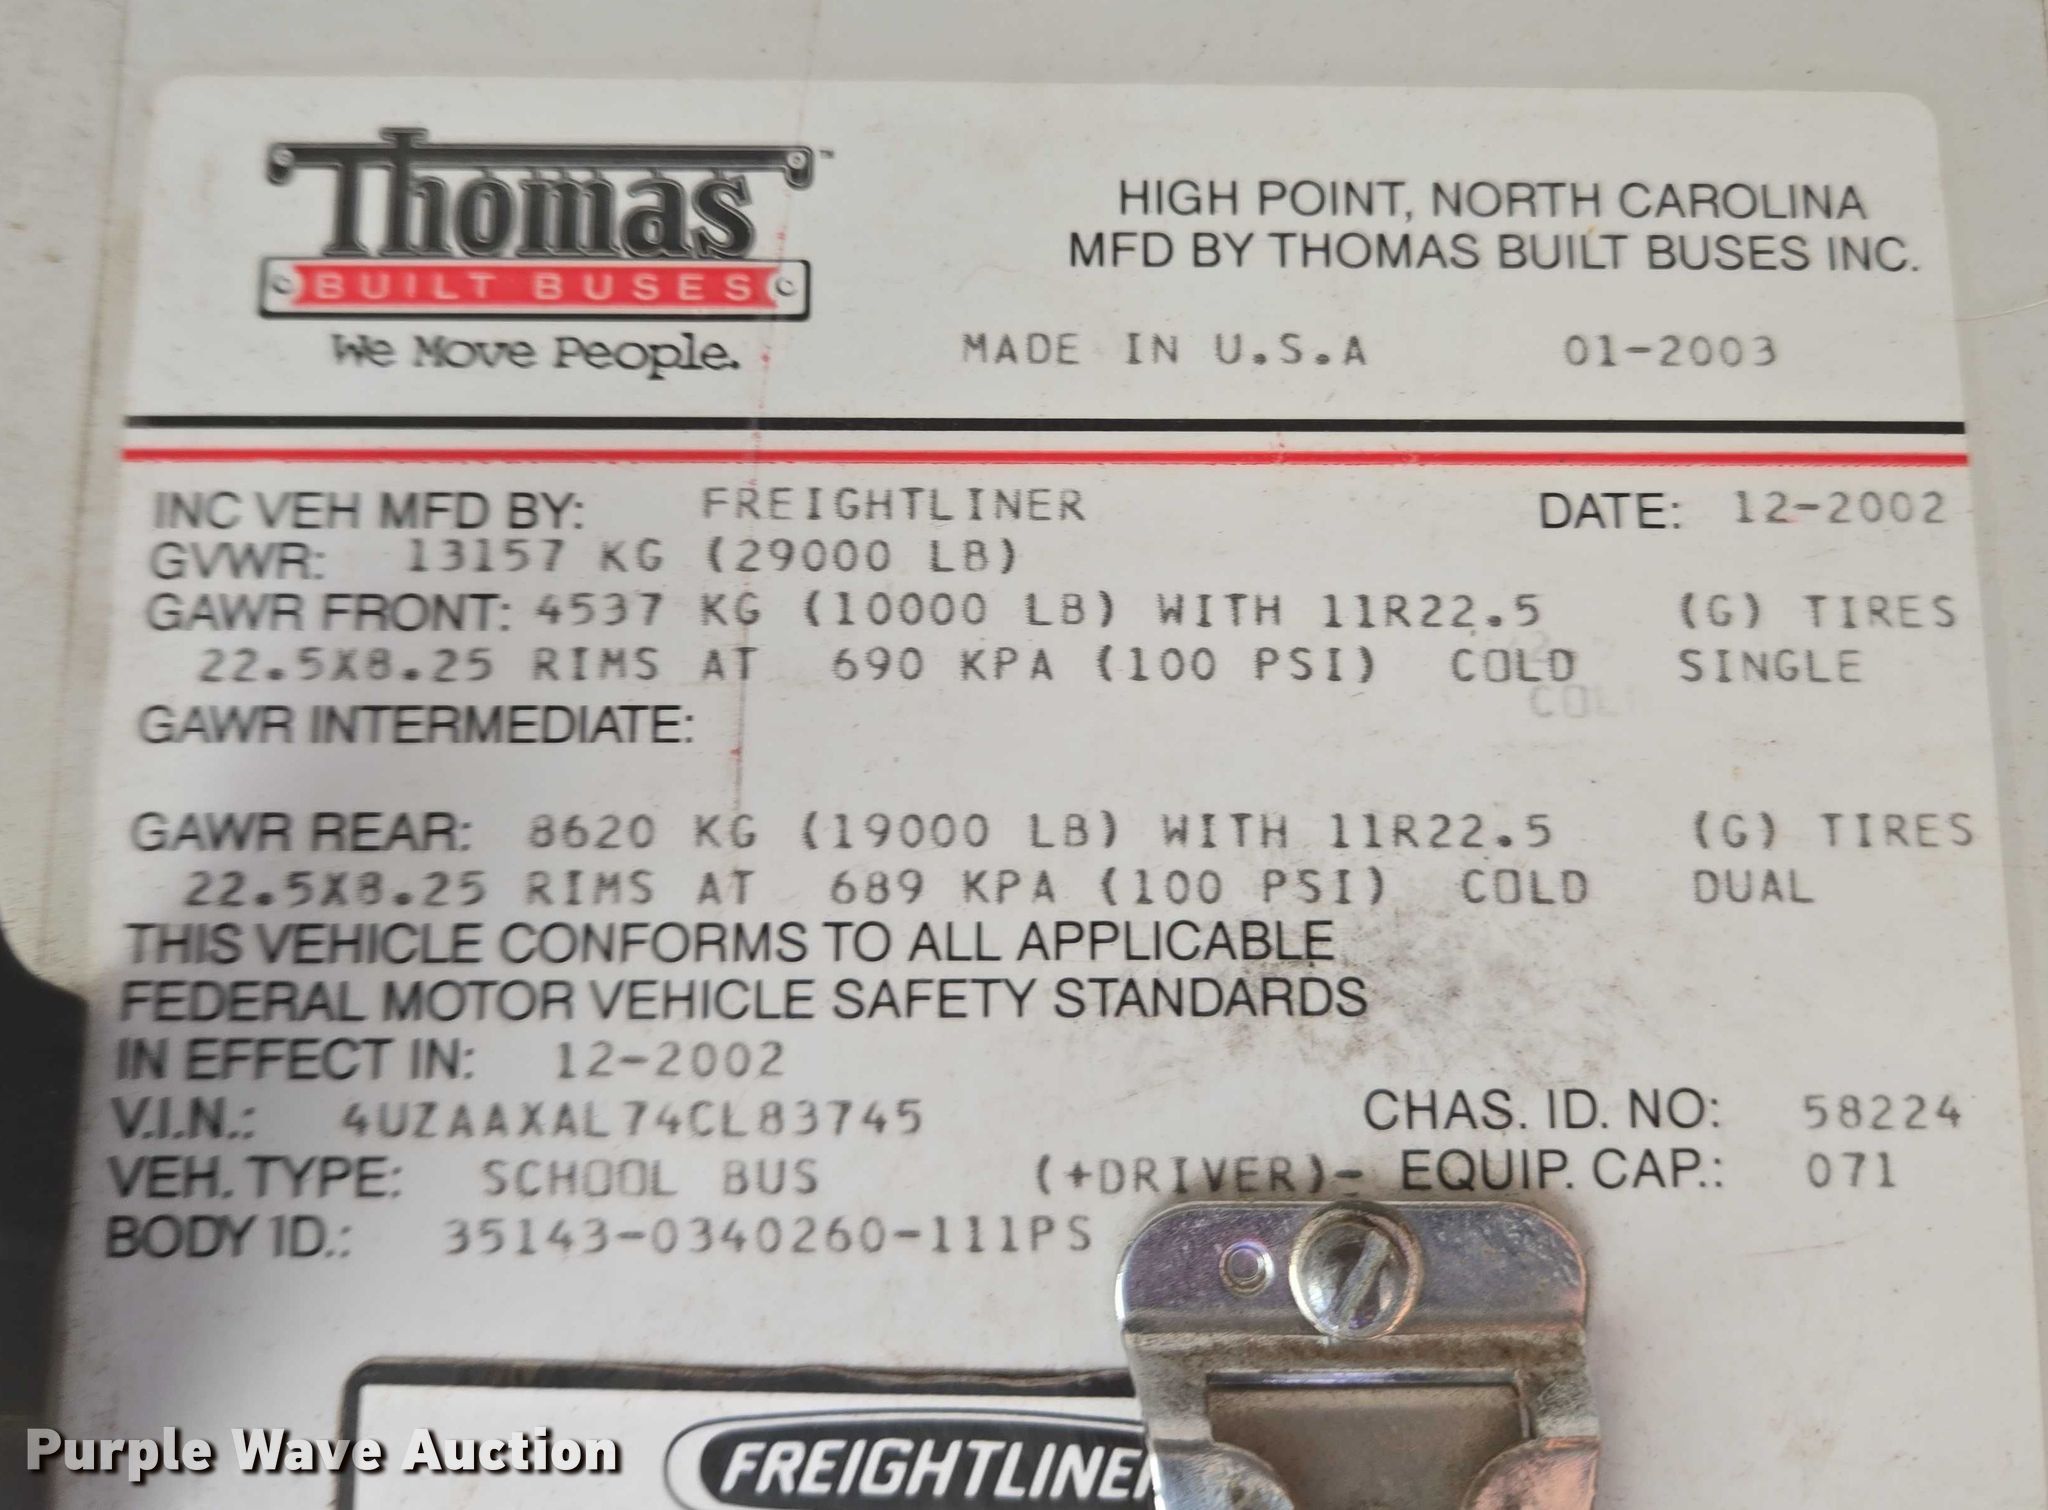 Thomas™
BUILT BUSES
We Move People.
HIGH POINT, NORTH CAROLINA
MFD BY THOMAS BUILT BUSES INC.
MADE IN U.S.A 01-2003
INC VEH MFD BY: FREIGHTLINER DATE: 12-2002
GVWR: 13157 KG (29000 LB)
GAWR FRONT: 4537 KG (10000 LB) WITH 11R22.5 (G) TIRES
22.5X8.25 RIMS AT 690 KPA (100 PSI) COLD SINGLE
GAWR INTERMEDIATE:
GAWR REAR: 8620 KG (19000 LB) WITH 11R22.5 (G) TIRES
22.5X8.25 RIMS AT 689 KPA (100 PSI) COLD DUAL
THIS VEHICLE CONFORMS TO ALL APPLICABLE
FEDERAL MOTOR VEHICLE SAFETY STANDARDS
IN EFFECT IN: 12-2002
V.I.N.: 4UZAAXAL74CL83745 CHAS. ID. NO: 58224
VEH. TYPE: SCHOOL BUS (+DRIVER)- EQUIP. CAP.: 071
BODY ID.: 35143-0340260-111PS
FREIGHTLINER
Purple Wave Auction